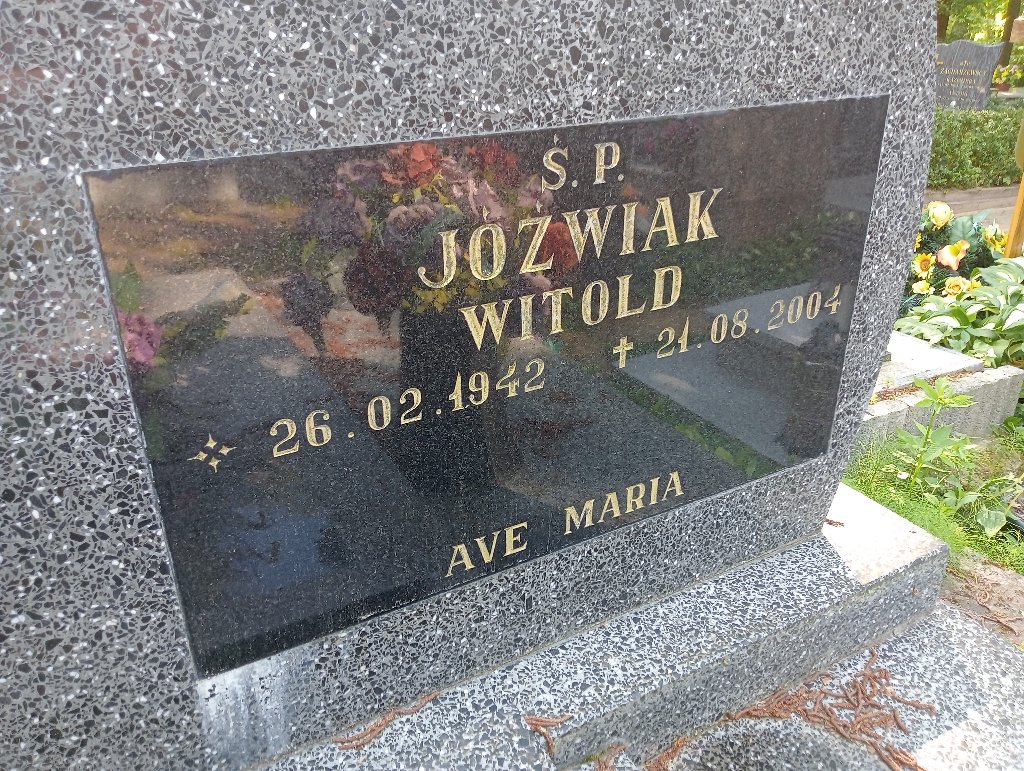 Ś. P.
JÓŹWIAK
WITOLD
26.02.1942 21.08.2004
AVE MARIA